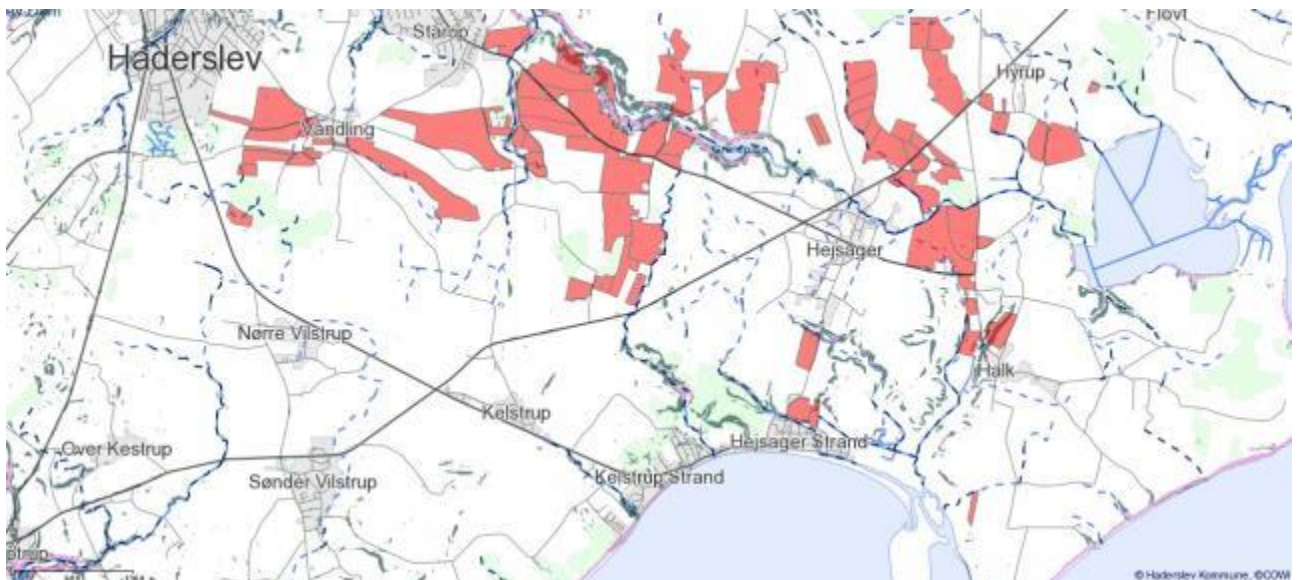 Flovt
Starup
Haderslev
Hyrup
Vandling
Hejsager
Nørre Vilstrup
Halk
Kelstrup
Over Kestrup
Hejsager Strand
Sønder Vilstrup
Kelstrup Strand
© Haderslev Kommune, ©COWI